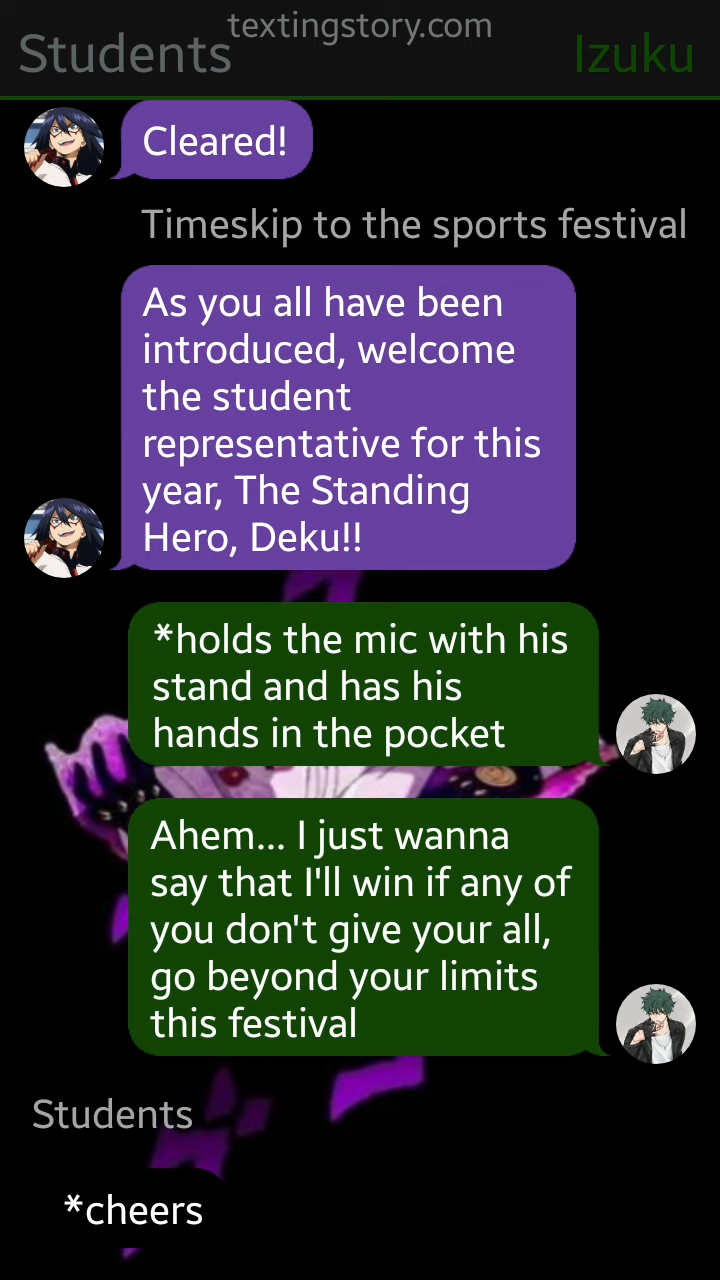 textingstory.com
Students
Izuku
Cleared!
Timeskip to the sports festival
As you all have been
introduced, welcome
the student
representative for this
year, The Standing
Hero, Deku!!
*holds the mic with his
stand and has his
hands in the pocket
Ahem... I just wanna
say that I'll win if any of
you don't give your all,
go beyond your limits
this festival
Students
*cheers